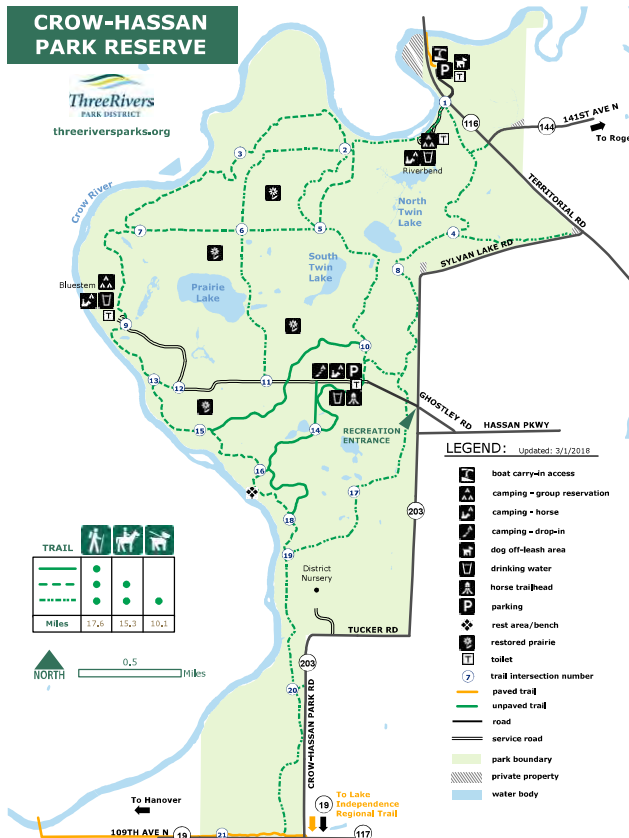 CROW-HASSAN
PARK RESERVE
ThreeRivers
PARK DISTRICT
threeriversparks.org
P
T
1
116
141ST AVE N
144
To Roge
T
Riverbend
TERRITORIAL RD
3
2
Crow River
North
Twin
Lake
7
6
5
4
SYLVAN LAKE RD
South
Twin
Lake
8
Bluestem
Prairie
Lake
T
9
10
13
12
11
P
T
GHOSTLEY RD
HASSAN PKWY
15
14
RECREATION
ENTRANCE
16
17
203
18
19
District
Nursery
TUCKER RD
203
20
CROW-HASSAN PARK RD
LEGEND: Updated: 3/1/2018
boat carry-in access
camping - group reservation
camping - horse
camping - drop-in
dog off-leash area
drinking water
horse trailhead
P parking
rest area/bench
restored prairie
T toilet
7 trail intersection number
paved trail
unpaved trail
road
service road
park boundary
private property
water body
TRAIL
Miles 17.6 15.3 10.1
NORTH
0.5
Miles
To Hanover
109TH AVE N
19
21
To Lake
19 Independence
Regional Trail
117